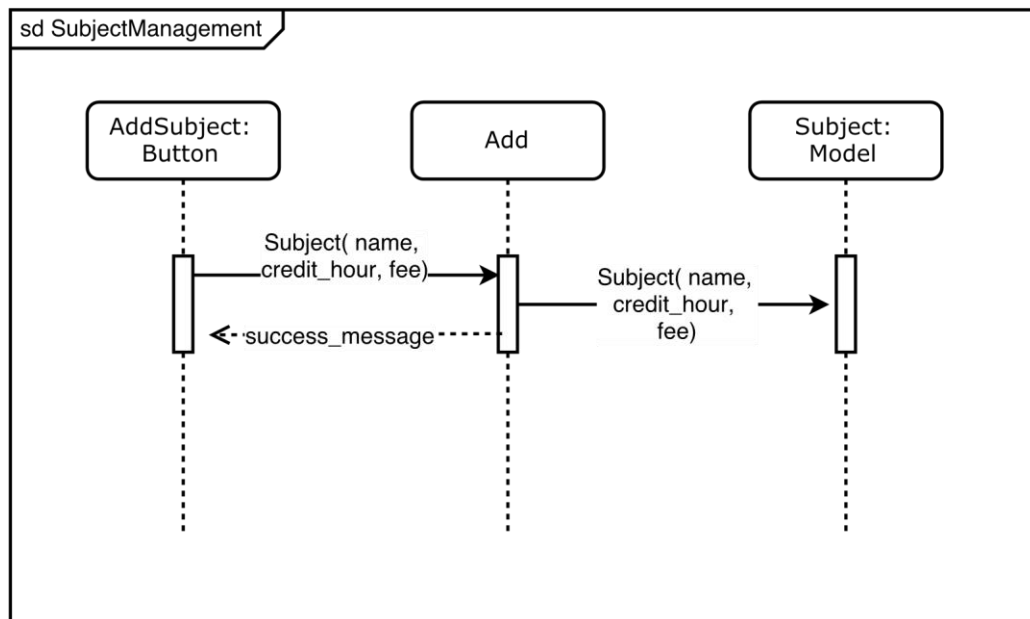 sd SubjectManagement
AddSubject:
Button
Add
Subject:
Model
Subject( name,
credit_hour, fee)
Subject( name,
credit_hour,
fee)
success_message